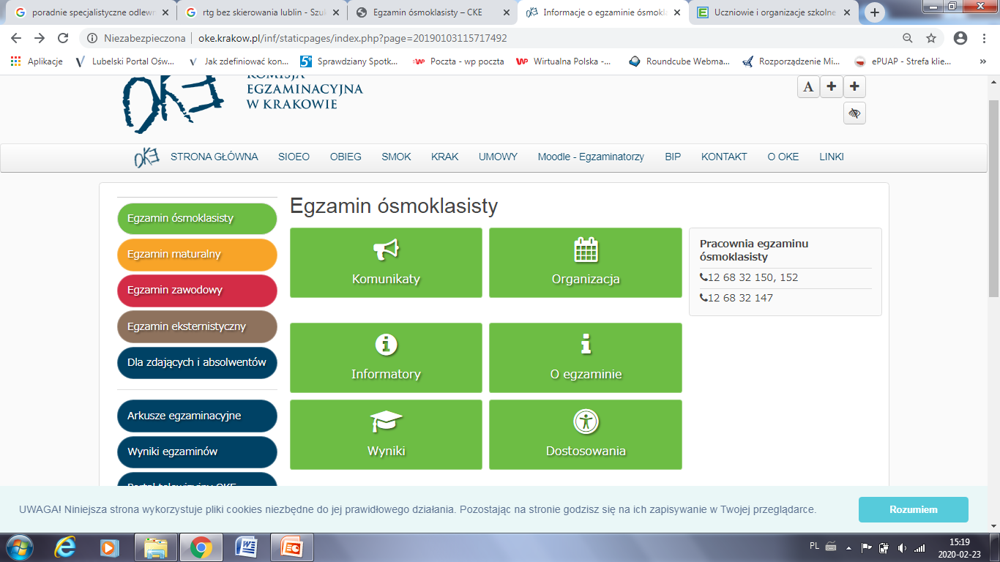 poradnie specjalistyczne odlewr
rtg bez skierowania lublin - Szuk
Egzamin ósmoklasisty – CKE
Informacje o egzaminie ósmokl
Uczniowie i organizacje szkolne
Niezabezpieczona
oke.krakow.pl/inf/staticpages/index.php?page=20190103115717492
Aplikacje
Lubelski Portal Ośw...
Jak zdefiniować kon...
Sprawdziany Spotk...
Poczta - wp poczta
Wirtualna Polska -...
Roundcube Webma...
Rozporządzenie Mi...
ePUAP - Strefa klie...
»
OKE
KOMISJA
EGZAMINACYJNA
W KRAKOWIE
A
OKE
STRONA GŁÓWNA
SIOEO
OBIEG
SMOK
KRAK
UMOWY
Moodle - Egzaminatorzy
BIP
KONTAKT
O OKE
LINKI
Egzamin ósmoklasisty
Egzamin maturalny
Egzamin zawodowy
Egzamin eksternistyczny
Dla zdających i absolwentów
Arkusze egzaminacyjne
Wyniki egzaminów
Portal telewizyjny OKE
Egzamin ósmoklasisty
Komunikaty
Organizacja
Informatory
O egzaminie
Wyniki
Dostosowania
Pracownia egzaminu
ósmoklasisty
12 68 32 150, 152
12 68 32 147
UWAGA! Niniejsza strona wykorzystuje pliki cookies niezbędne do jej prawidłowego działania. Pozostając na stronie godzisz się na ich zapisywanie w Twojej przeglądarce.
Rozumiem
PL
15:19
2020-02-23